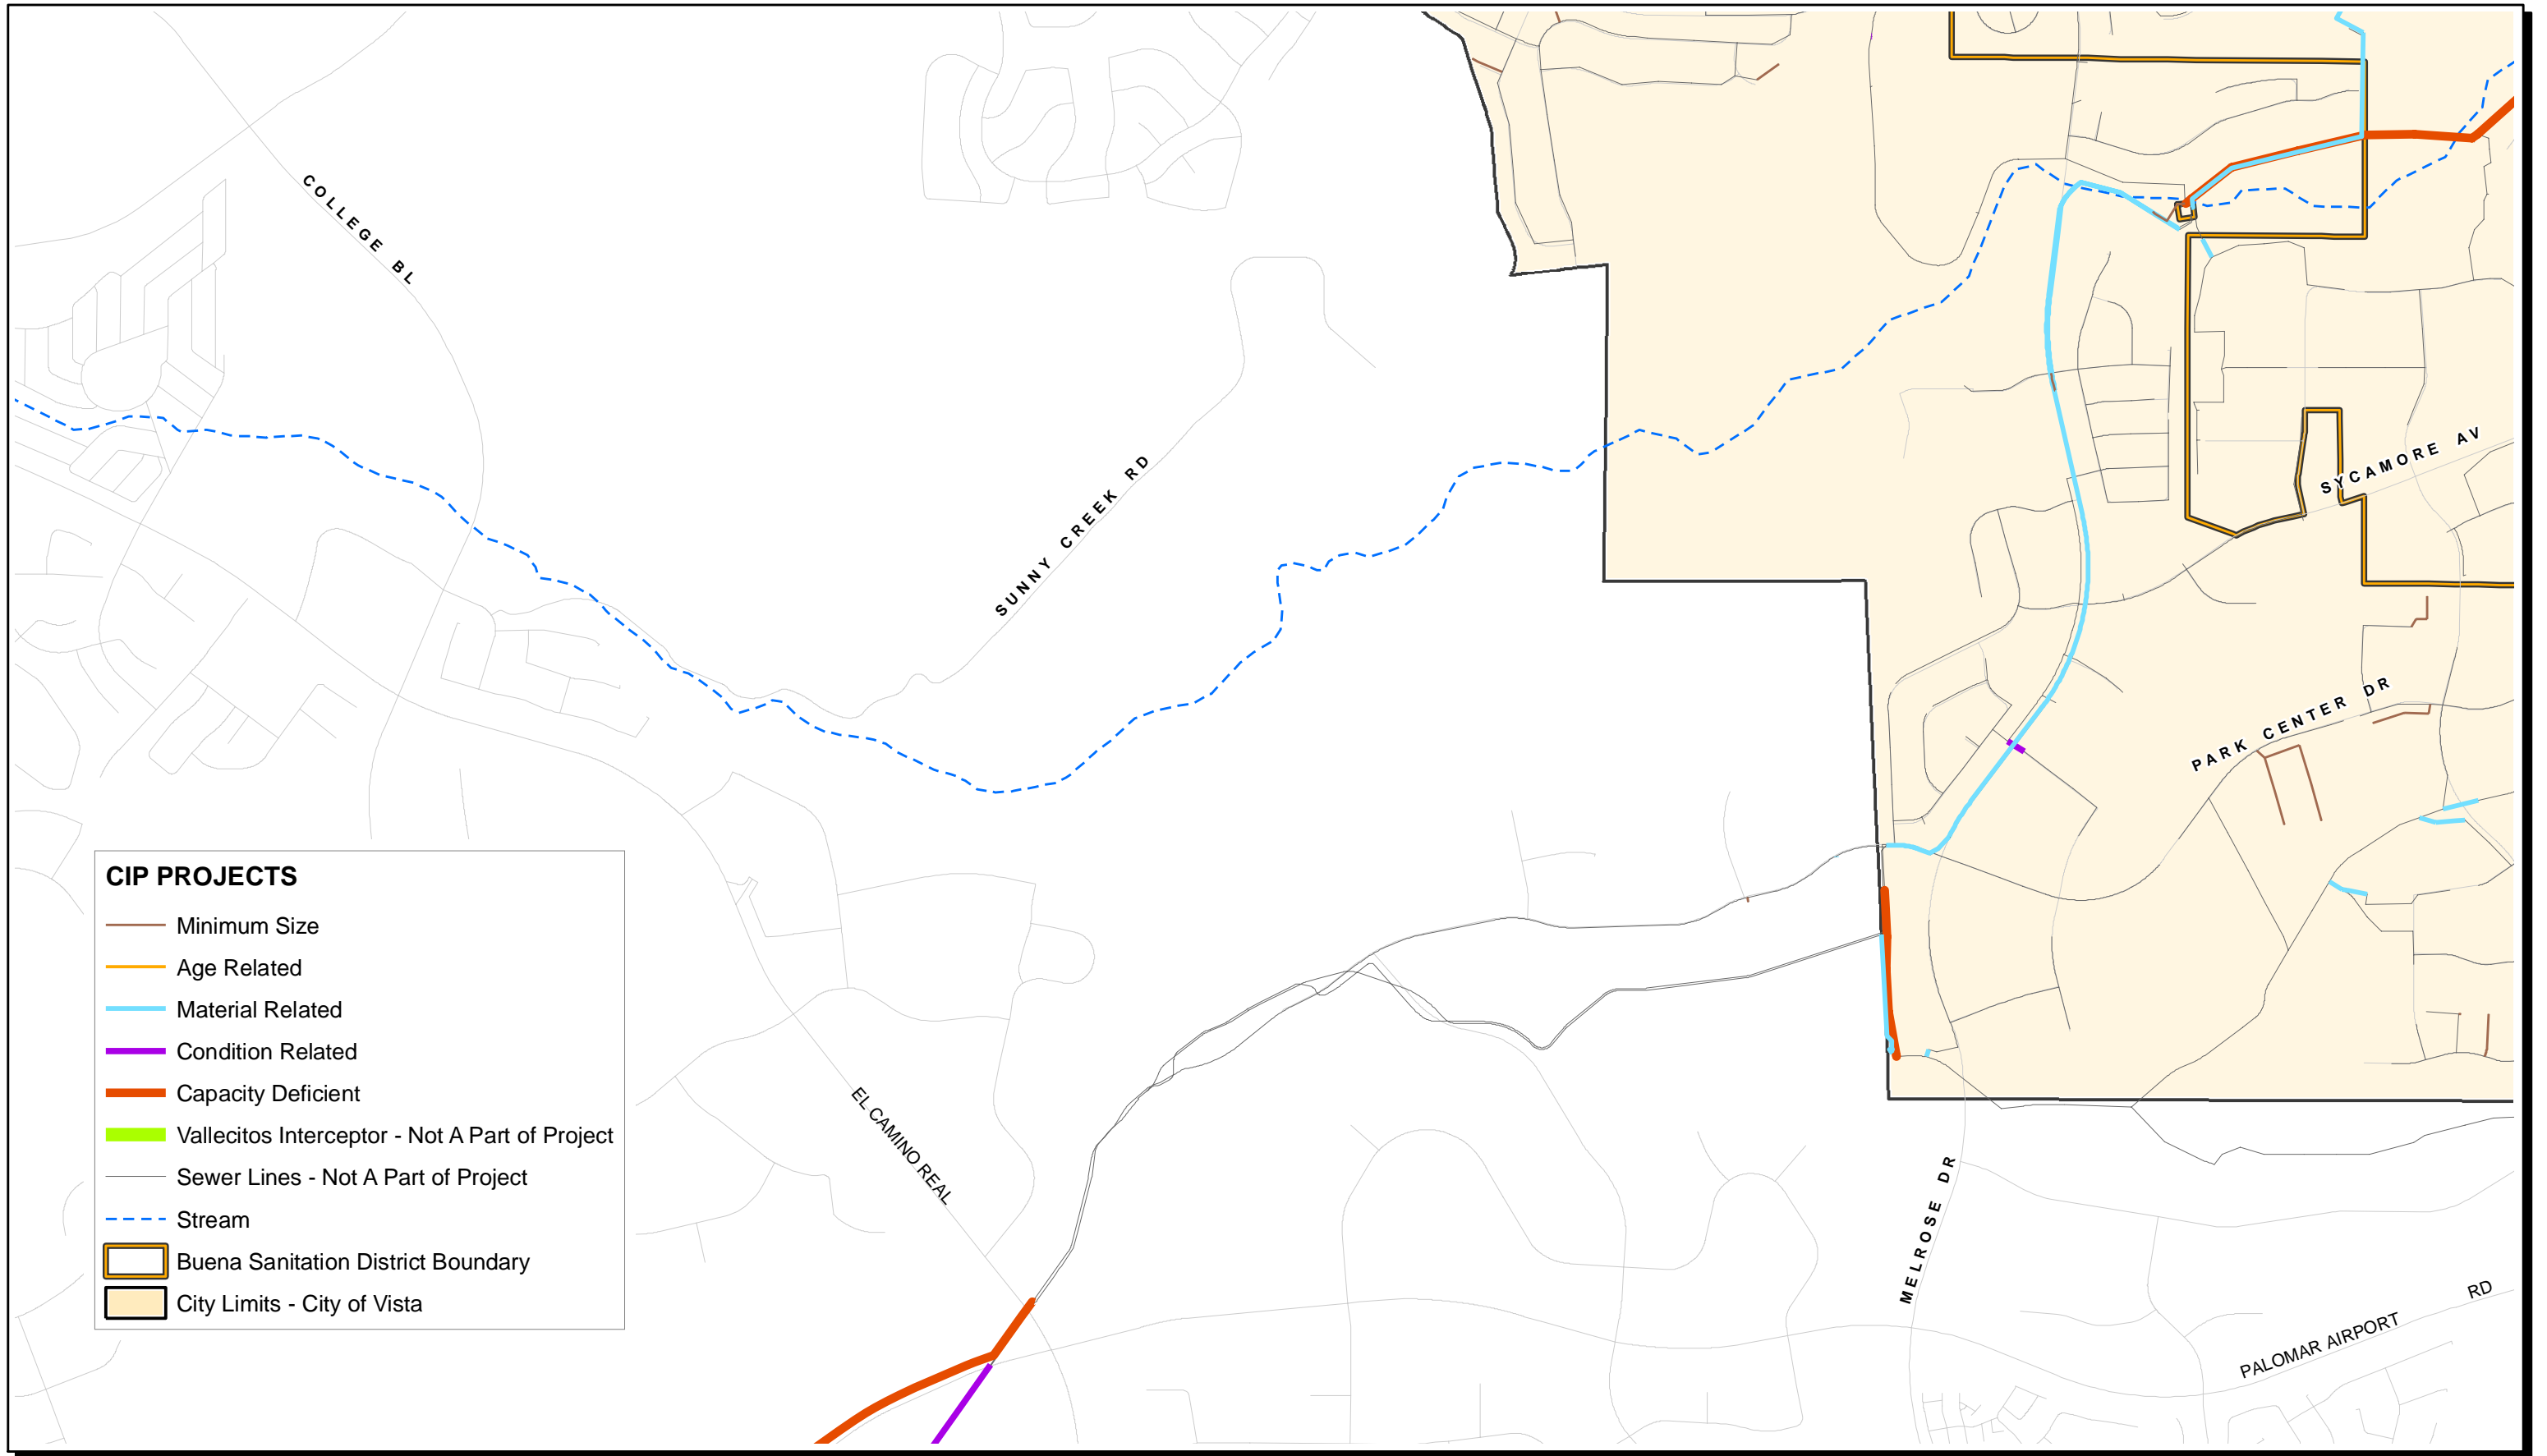 COLLEGE BL
SUNNY CREEK RD
SYCAMORE AV
PARK CENTER DR
CIP PROJECTS
Minimum Size
Age Related
Material Related
Condition Related
Capacity Deficient
Vallecitos Interceptor - Not A Part of Project
Sewer Lines - Not A Part of Project
Stream
Buena Sanitation District Boundary
City Limits - City of Vista
EL CAMINO REAL
MELROSE DR
PALOMAR AIRPORT RD